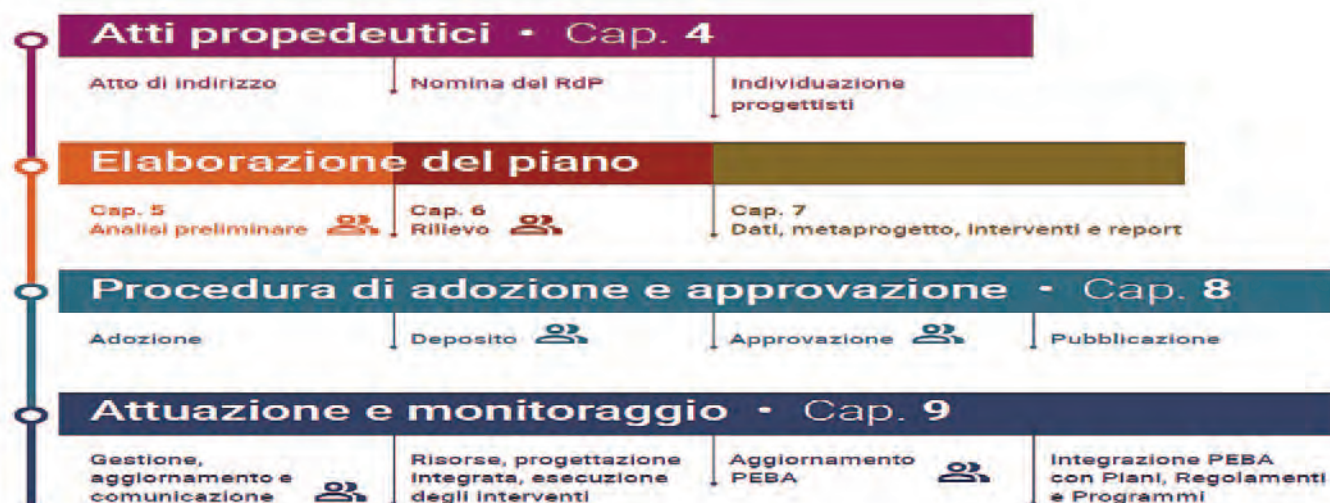 Atti propedeutici • Cap. 4
Atto di indirizzo
Nomina del RdP
Individuazione
progettisti
Elaborazione del piano
Cap. 5
Analisi preliminare
Cap. 6
Rilievo
Cap. 7
Dati, metaprogetto, interventi e report
Procedura di adozione e approvazione • Cap. 8
Adozione
Deposito
Approvazione
Pubblicazione
Attuazione e monitoraggio • Cap. 9
Gestione,
aggiornamento e
comunicazione
Risorse, progettazione
integrata, esecuzione
degli interventi
Aggiornamento
PEBA
Integrazione PEBA
con Piani, Regolamenti
e Programmi